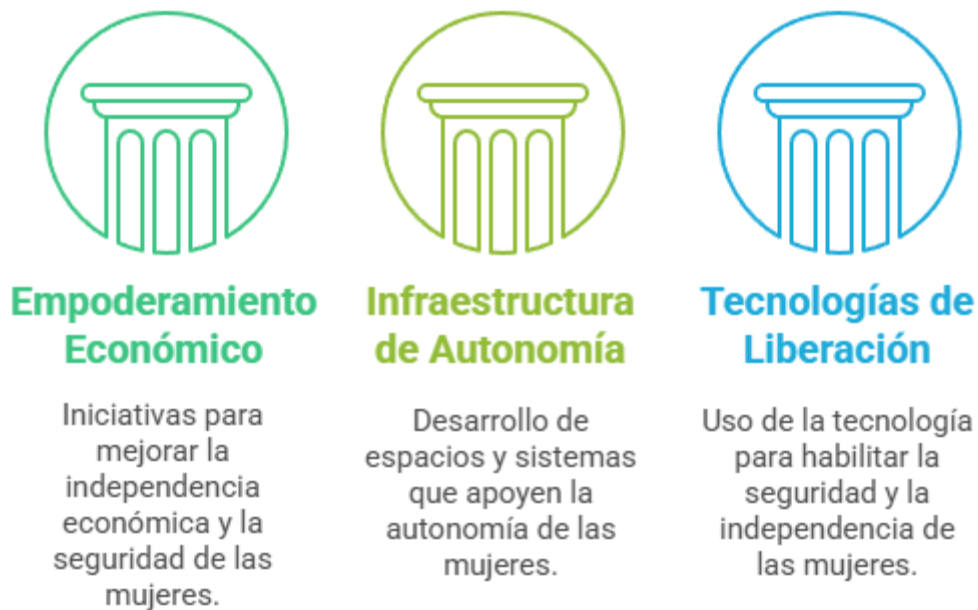 Empoderamiento
Económico
Iniciativas para
mejorar la
independencia
económica y la
seguridad de las
mujeres.
Infraestructura
de Autonomía
Desarrollo de
espacios y sistemas
que apoyen la
autonomía de las
mujeres.
Tecnologías de
Liberación
Uso de la tecnología
para habilitar la
seguridad y la
independencia de
las mujeres.